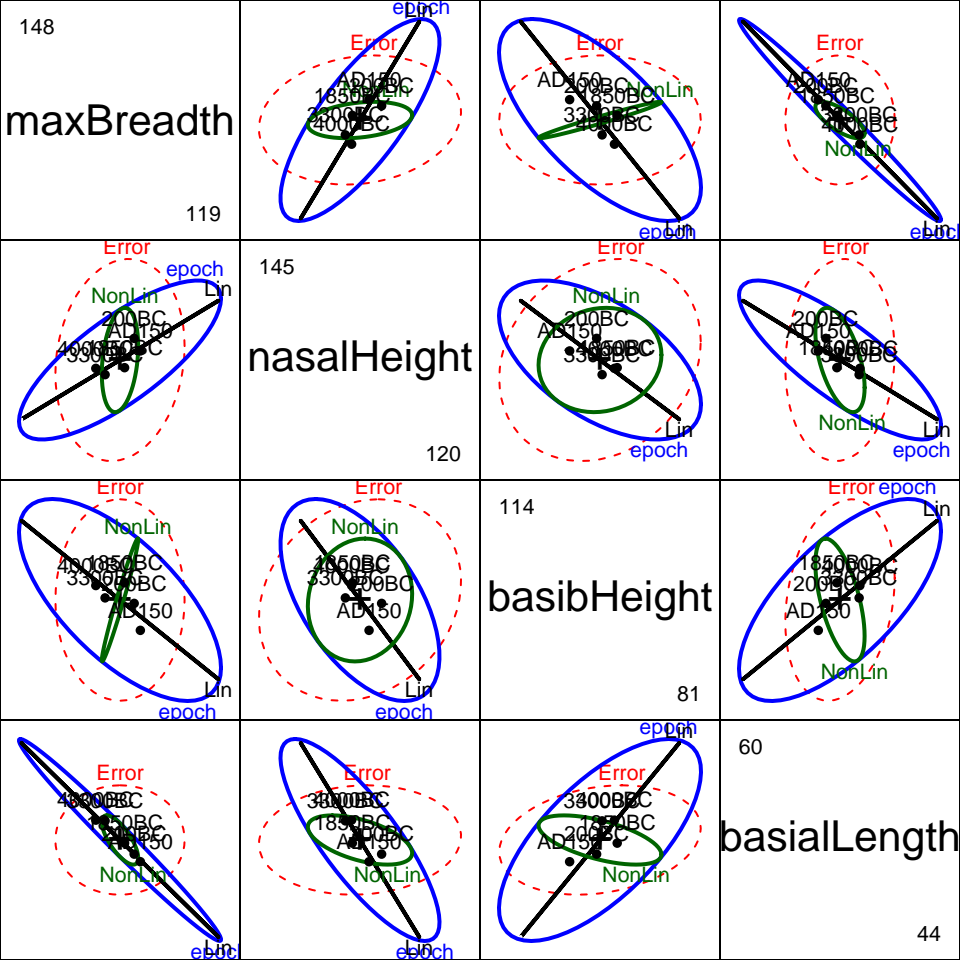 148
maxBreadth
119
Lin
epoch
Error
AD150
NonLin
3300BC
4000BC
Error
AD150
200BC
NonLin
1850BC
4000BC
Lin
epoch
Error
AD150
NonLin
Lin
epoch
Error
epoch
Lin
NonLin
200BC
AD150
145
nasalHeight
120
Error
NonLin
200BC
AD150
Lin
epoch
Error
200BC
AD150
NonLin
Lin
epoch
Error
NonLin
1850BC
AD150
Lin
epoch
Error
NonLin
1850BC
3300BC
AD150
Lin
epoch
114
basibHeight
81
Error
epoch
Lin
200BC
AD150
NonLin
Error
AD150
NonLin
Lin
epoch
Error
1850BC
200BC
AD150
NonLin
Lin
epoch
epoch
Lin
Error
1850BC
200BC
AD150
NonLin
60
basialLength
44